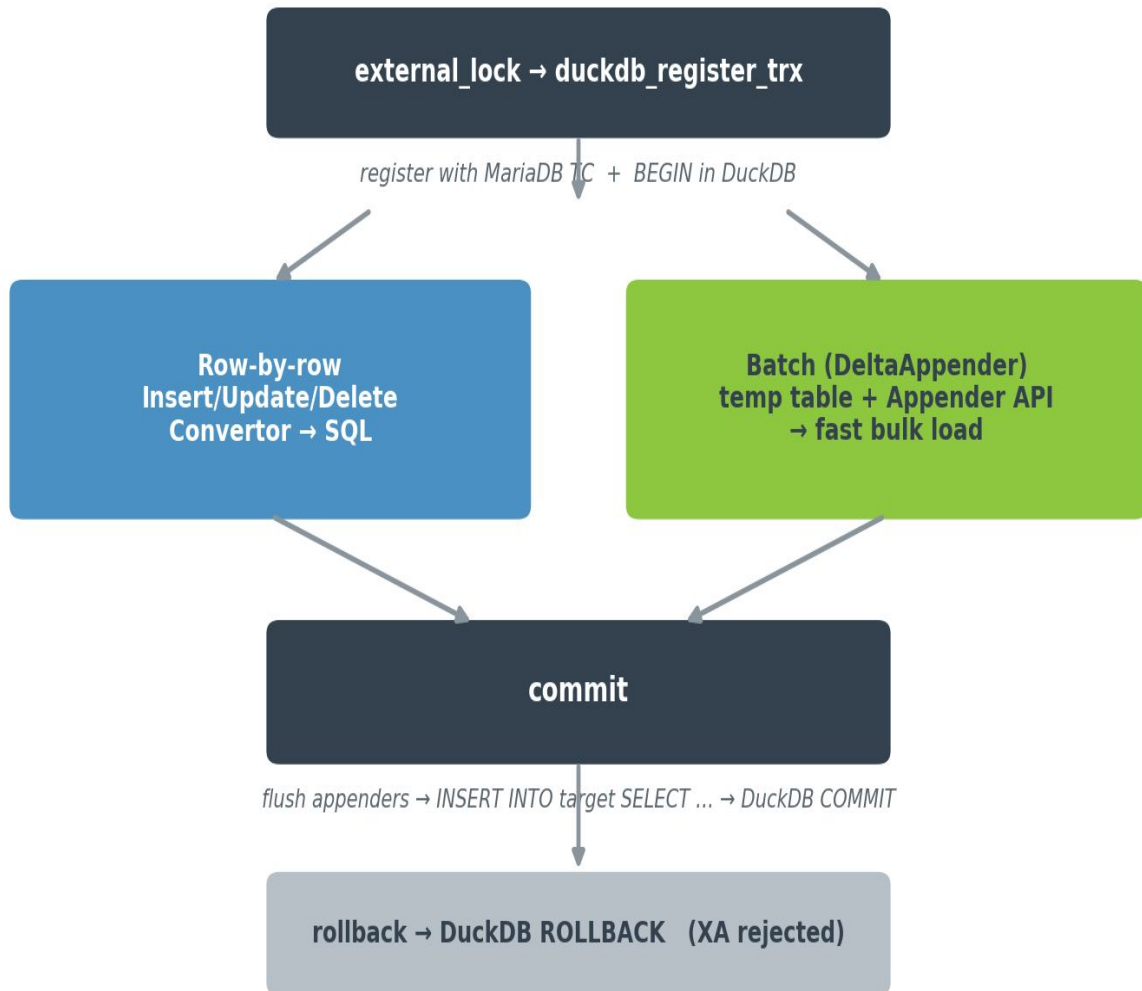 external_lock → duckdb_register_trx
register with MariaDB TC + BEGIN in DuckDB
Row-by-row
Insert/Update/Delete
Convertor → SQL
Batch (DeltaAppender)
temp table + Appender API
→ fast bulk load
commit
flush appenders → INSERT INTO target SELECT ... → DuckDB COMMIT
rollback → DuckDB ROLLBACK (XA rejected)